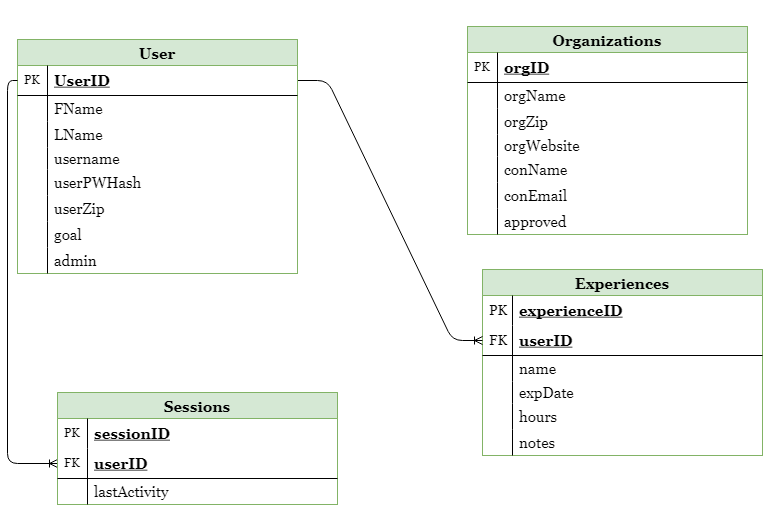 User
PK UserID
FName
LName
username
userPWHash
userZip
goal
admin
Organizations
PK orgID
orgName
orgZip
orgWebsite
conName
conEmail
approved
Experiences
PK experienceID
FK userID
name
expDate
hours
notes
Sessions
PK sessionID
FK userID
lastActivity